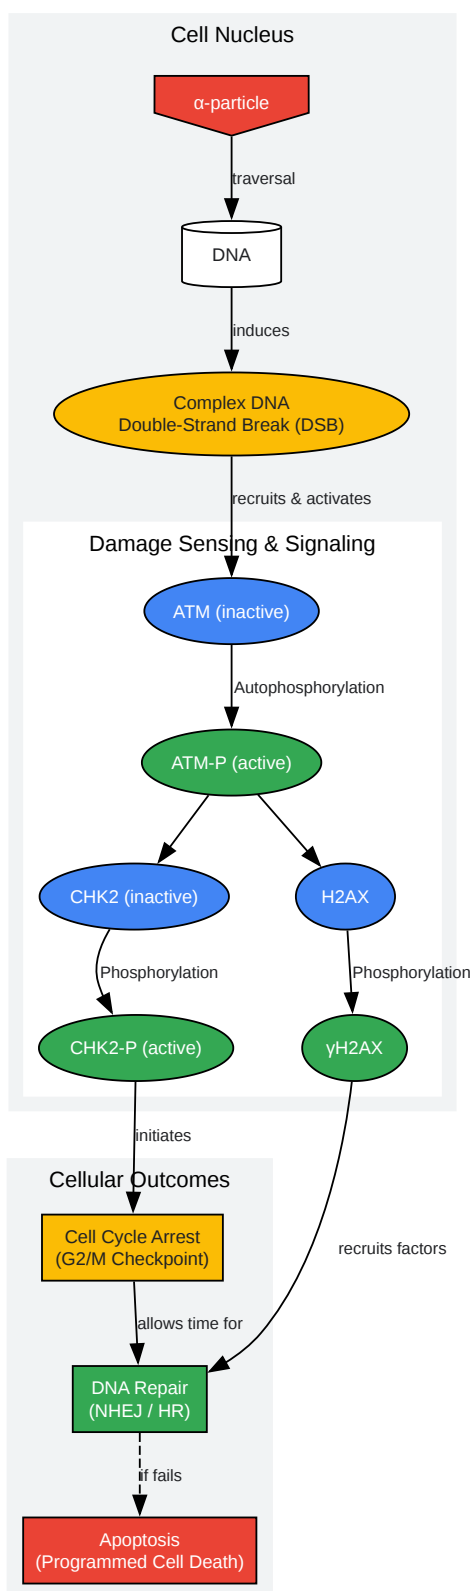 Cell Nucleus
α-particle
traversal
DNA
induces
Complex DNA
Double-Strand Break (DSB)
recruits & activates
Damage Sensing & Signaling
ATM (inactive)
Autophosphorylation
ATM-P (active)
CHK2 (inactive)
H2AX
Phosphorylation
Phosphorylation
CHK2-P (active)
γH2AX
initiates
Cellular Outcomes
Cell Cycle Arrest
(G2/M Checkpoint)
recruits factors
allows time for
DNA Repair
(NHEJ / HR)
if fails
Apoptosis
(Programmed Cell Death)